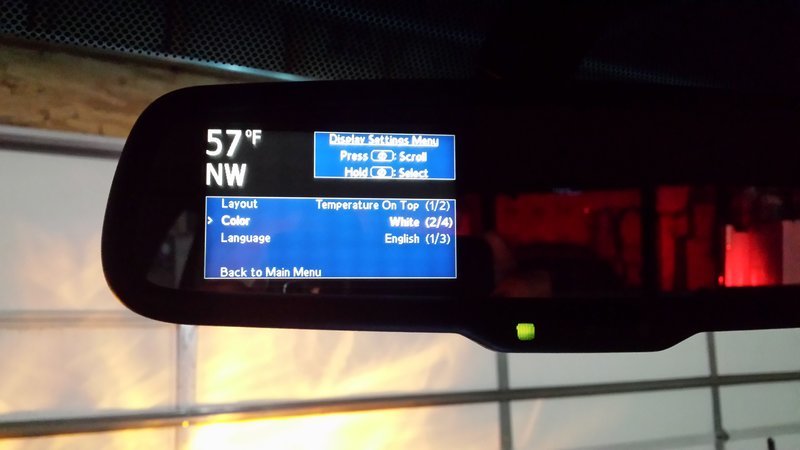 57 °F
NW
Display Settings Menu
Press : Scroll
Hold : Select
Layout Temperature On Top (1/2)
> Color White (2/4)
Language English (1/3)
Back to Main Menu